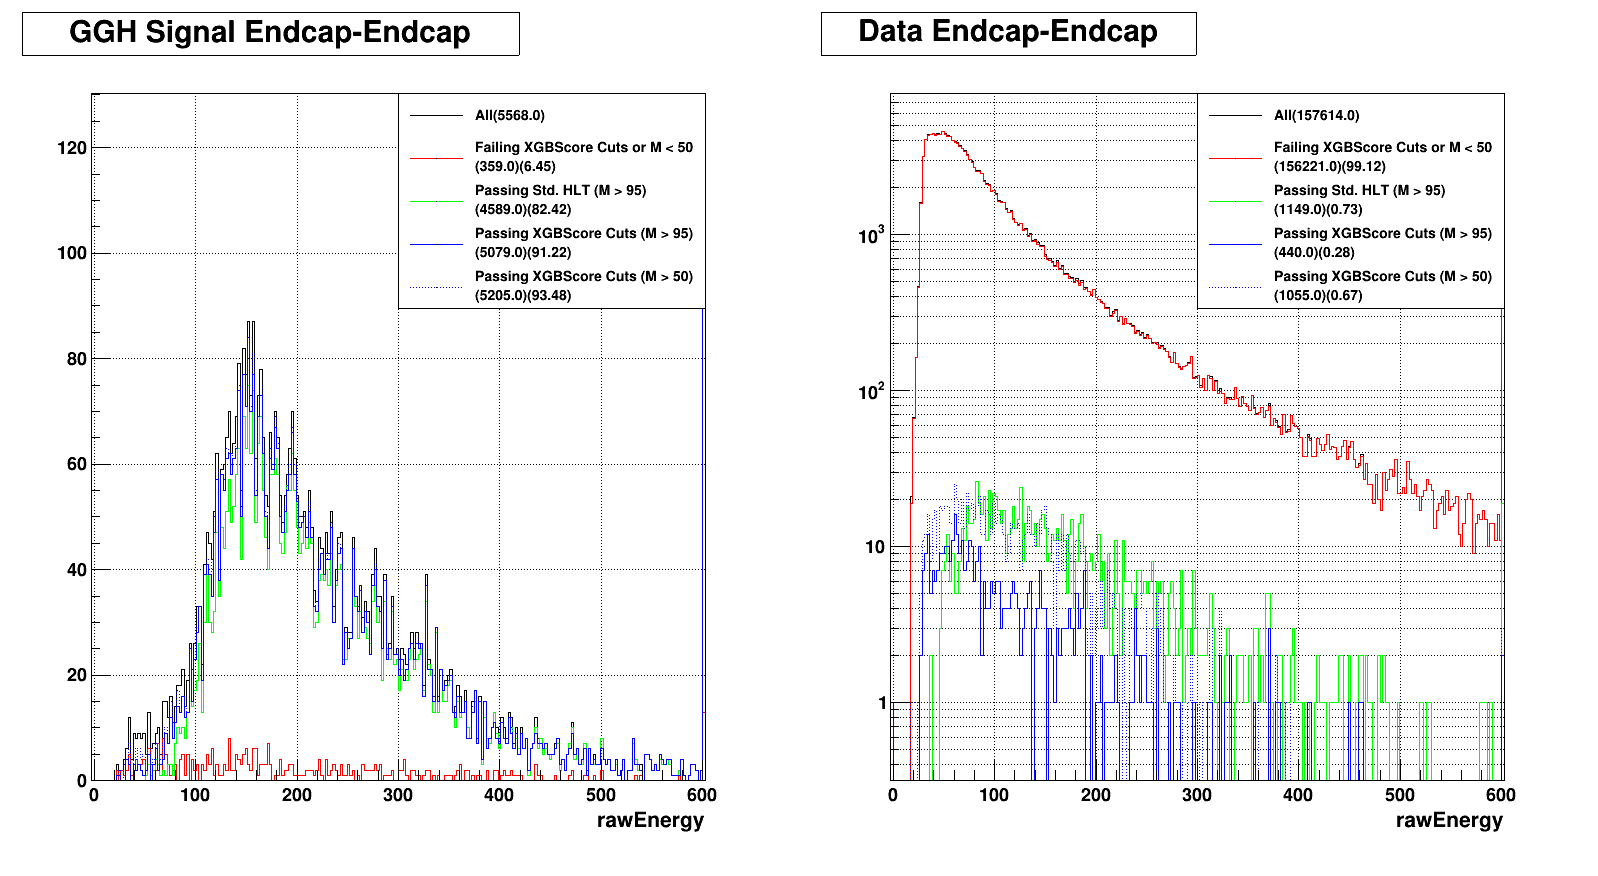 GGH Signal Endcap-Endcap
All(5568.0)
Failing XGBScore Cuts or M < 50
(359.0)(6.45)
Passing Std. HLT (M > 95)
(4589.0)(82.42)
Passing XGBScore Cuts (M > 95)
(5079.0)(91.22)
Passing XGBScore Cuts (M > 50)
(5205.0)(93.48)
120
100
80
60
40
20
0
0 100 200 300 400 500 600
rawEnergy
Data Endcap-Endcap
All(157614.0)
Failing XGBScore Cuts or M < 50
(156221.0)(99.12)
Passing Std. HLT (M > 95)
(1149.0)(0.73)
Passing XGBScore Cuts (M > 95)
(440.0)(0.28)
Passing XGBScore Cuts (M > 50)
(1055.0)(0.67)
10³
10²
10
1
0 100 200 300 400 500 600
rawEnergy